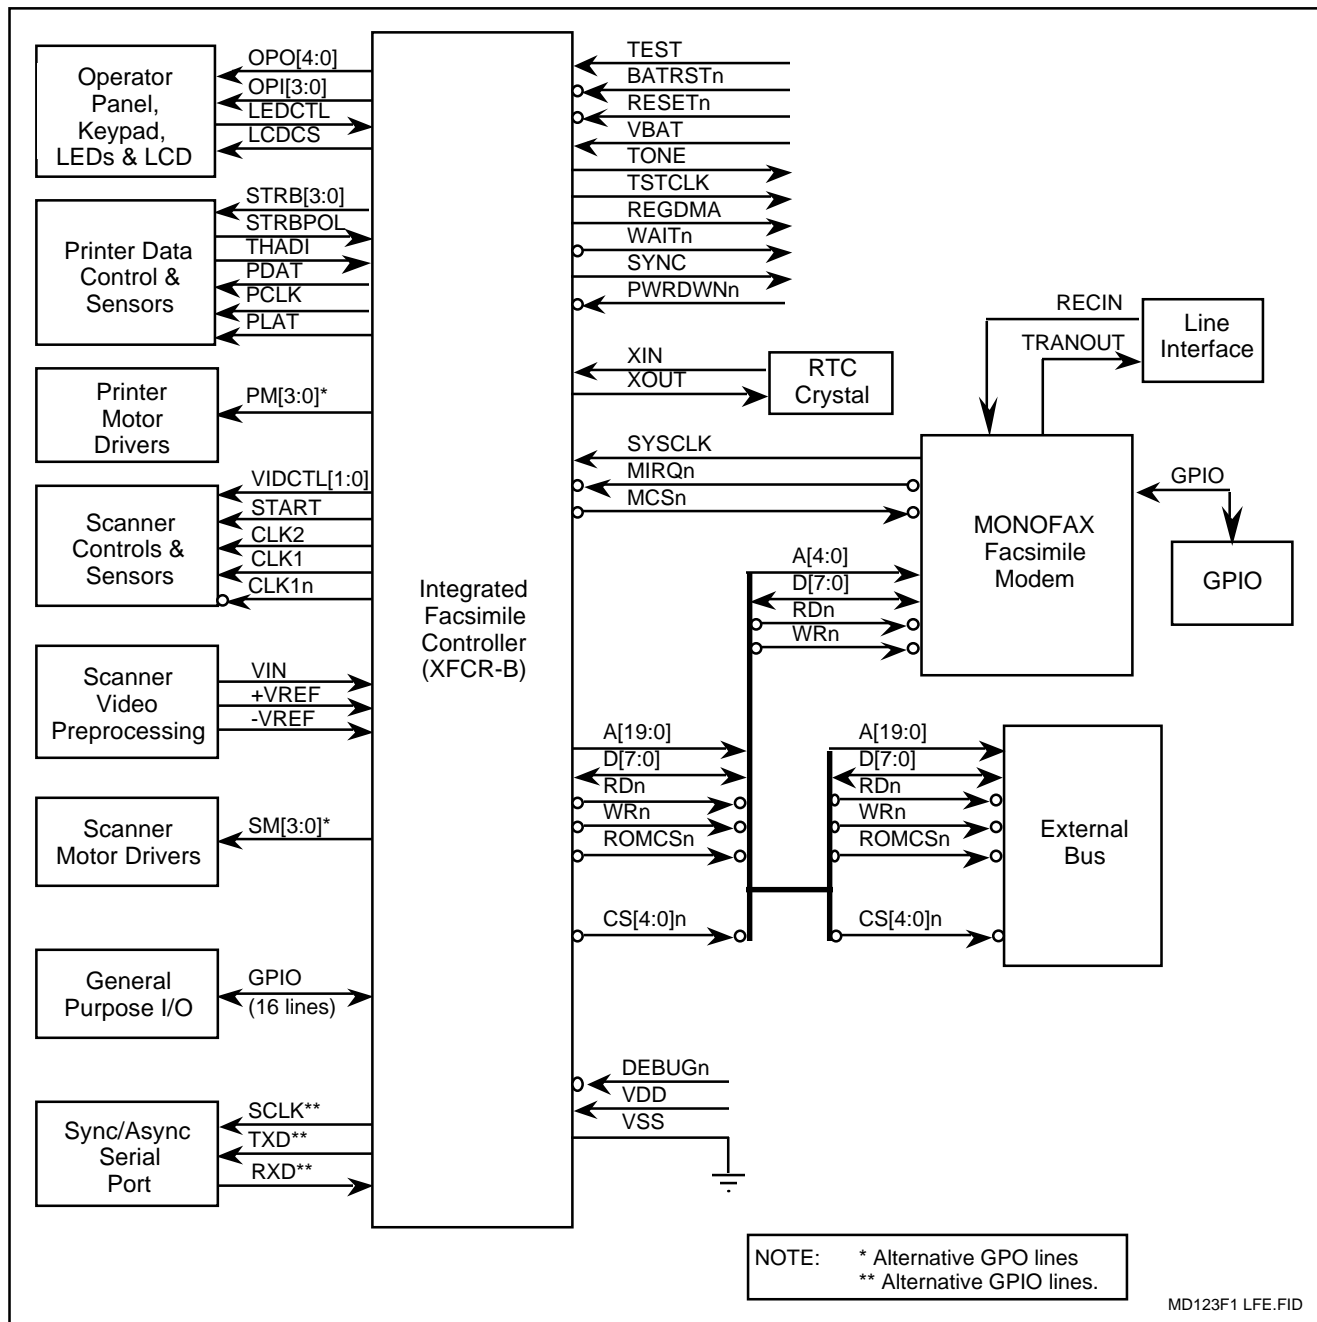 Operator
Panel,
Keypad,
LEDs & LCD
OPO[4:0]
OPI[3:0]
LEDCTL
LCDCS
Printer Data
Control &
Sensors
STRB[3:0]
STRBPOL
THADI
PDAT
PCLK
PLAT
Printer
Motor
Drivers
PM[3:0]*
Scanner
Controls &
Sensors
VIDCTL[1:0]
START
CLK2
CLK1
CLK1n
Scanner
Video
Preprocessing
VIN
+VREF
-VREF
Scanner
Motor Drivers
SM[3:0]*
General
Purpose I/O
GPIO
(16 lines)
Sync/Async
Serial
Port
SCLK**
TXD**
RXD**
Integrated
Facsimile
Controller
(XFCR-B)
TEST
BATRSTn
RESETn
VBAT
TONE
TSTCLK
REGDMA
WAITn
SYNC
PWRDWNn
XIN
XOUT
RTC
Crystal
RECIN
TRANOUT
Line
Interface
SYSCLK
MIRQn
MCSn
MONOFAX
Facsimile
Modem
GPIO
GPIO
A[4:0]
D[7:0]
RDn
WRn
A[19:0]
D[7:0]
RDn
WRn
ROMCSn
CS[4:0]n
A[19:0]
D[7:0]
RDn
WRn
ROMCSn
CS[4:0]n
External
Bus
DEBUGn
VDD
VSS
NOTE: * Alternative GPO lines
** Alternative GPIO lines.
MD123F1 LFE.FID